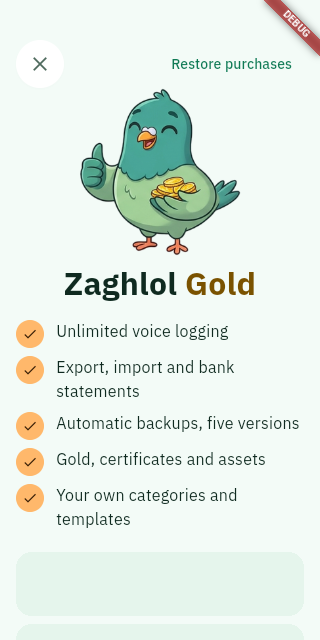 DEBUG
Restore purchases
Zaghlol Gold
Unlimited voice logging
Export, import and bank
statements
Automatic backups, five versions
Gold, certificates and assets
Your own categories and
templates